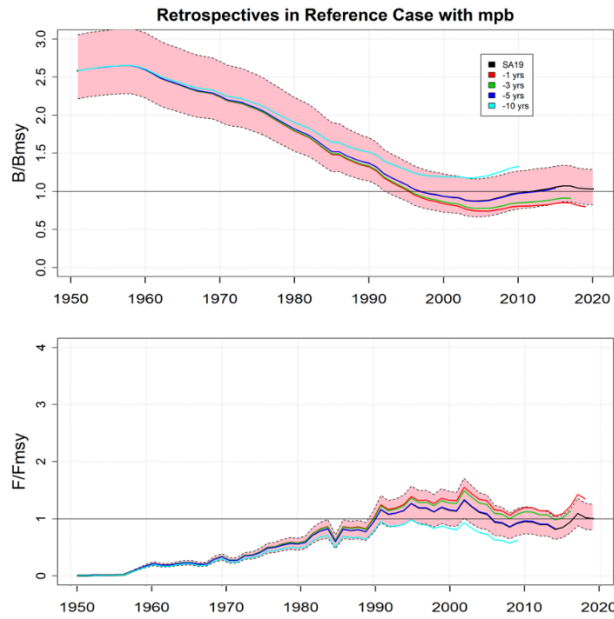 Retrospectives in Reference Case with mpb
B/Bmsy
3.0
2.5
2.0
1.5
1.0
0.5
0.0
SA19
-1 yrs
-3 yrs
-5 yrs
-10 yrs
1950 1960 1970 1980 1990 2000 2010 2020
F/Fmsy
4
3
2
1
0
1950 1960 1970 1980 1990 2000 2010 2020